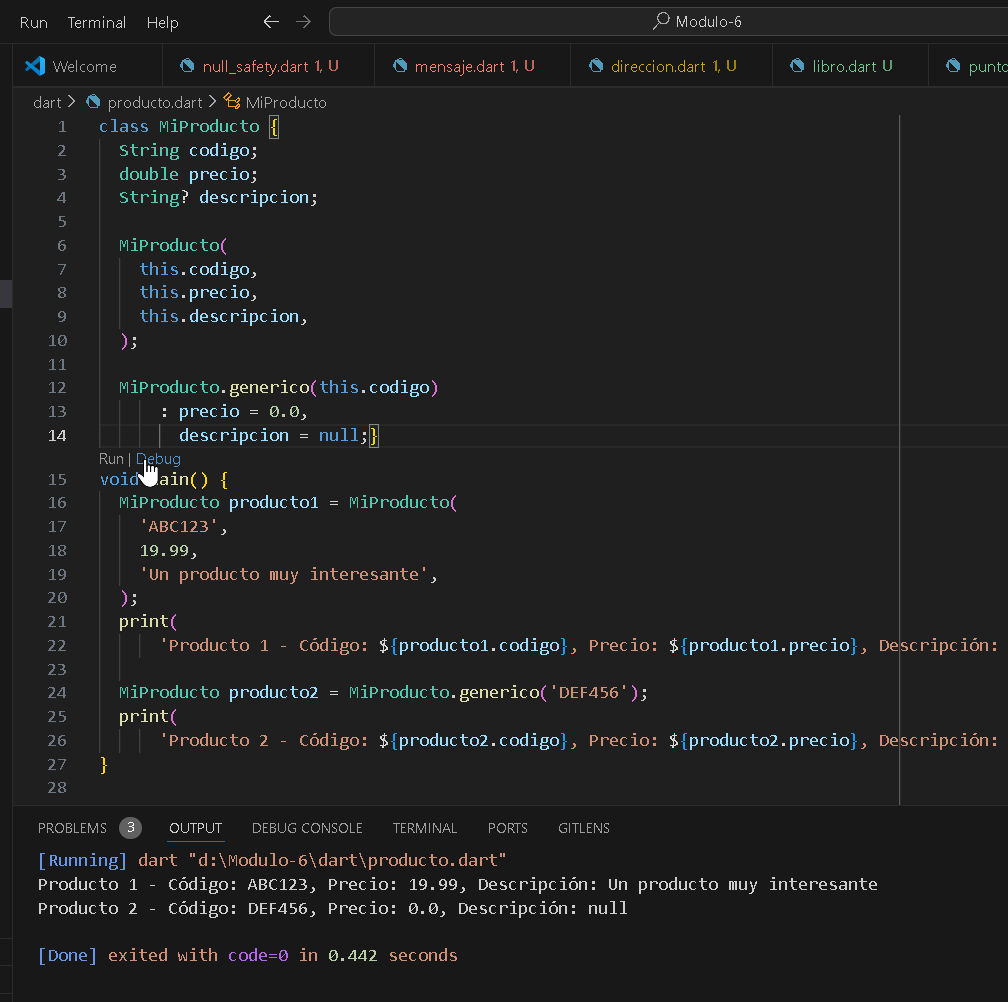 Run Terminal Help ← → Modulo-6
Welcome null_safety.dart 1, U mensaje.dart 1, U direccion.dart 1, U libro.dart U punto
dart > producto.dart > MiProducto
1 class MiProducto {
2 String codigo;
3 double precio;
4 String? descripcion;
5
6 MiProducto(
7 this.codigo,
8 this.precio,
9 this.descripcion,
10 );
11
12 MiProducto.generico(this.codigo)
13 : precio = 0.0,
14 descripcion = null;}
Run | Debug
15 void main() {
16 MiProducto producto1 = MiProducto(
17 'ABC123',
18 19.99,
19 'Un producto muy interesante',
20 );
21 print(
22 'Producto 1 - Código: ${producto1.codigo}, Precio: ${producto1.precio}, Descripción:
23
24 MiProducto producto2 = MiProducto.generico('DEF456');
25 print(
26 'Producto 2 - Código: ${producto2.codigo}, Precio: ${producto2.precio}, Descripción:
27 }
28
PROBLEMS 3 OUTPUT DEBUG CONSOLE TERMINAL PORTS GITLENS
[Running] dart "d:\Modulo-6\dart\producto.dart"
Producto 1 - Código: ABC123, Precio: 19.99, Descripción: Un producto muy interesante
Producto 2 - Código: DEF456, Precio: 0.0, Descripción: null
[Done] exited with code=0 in 0.442 seconds